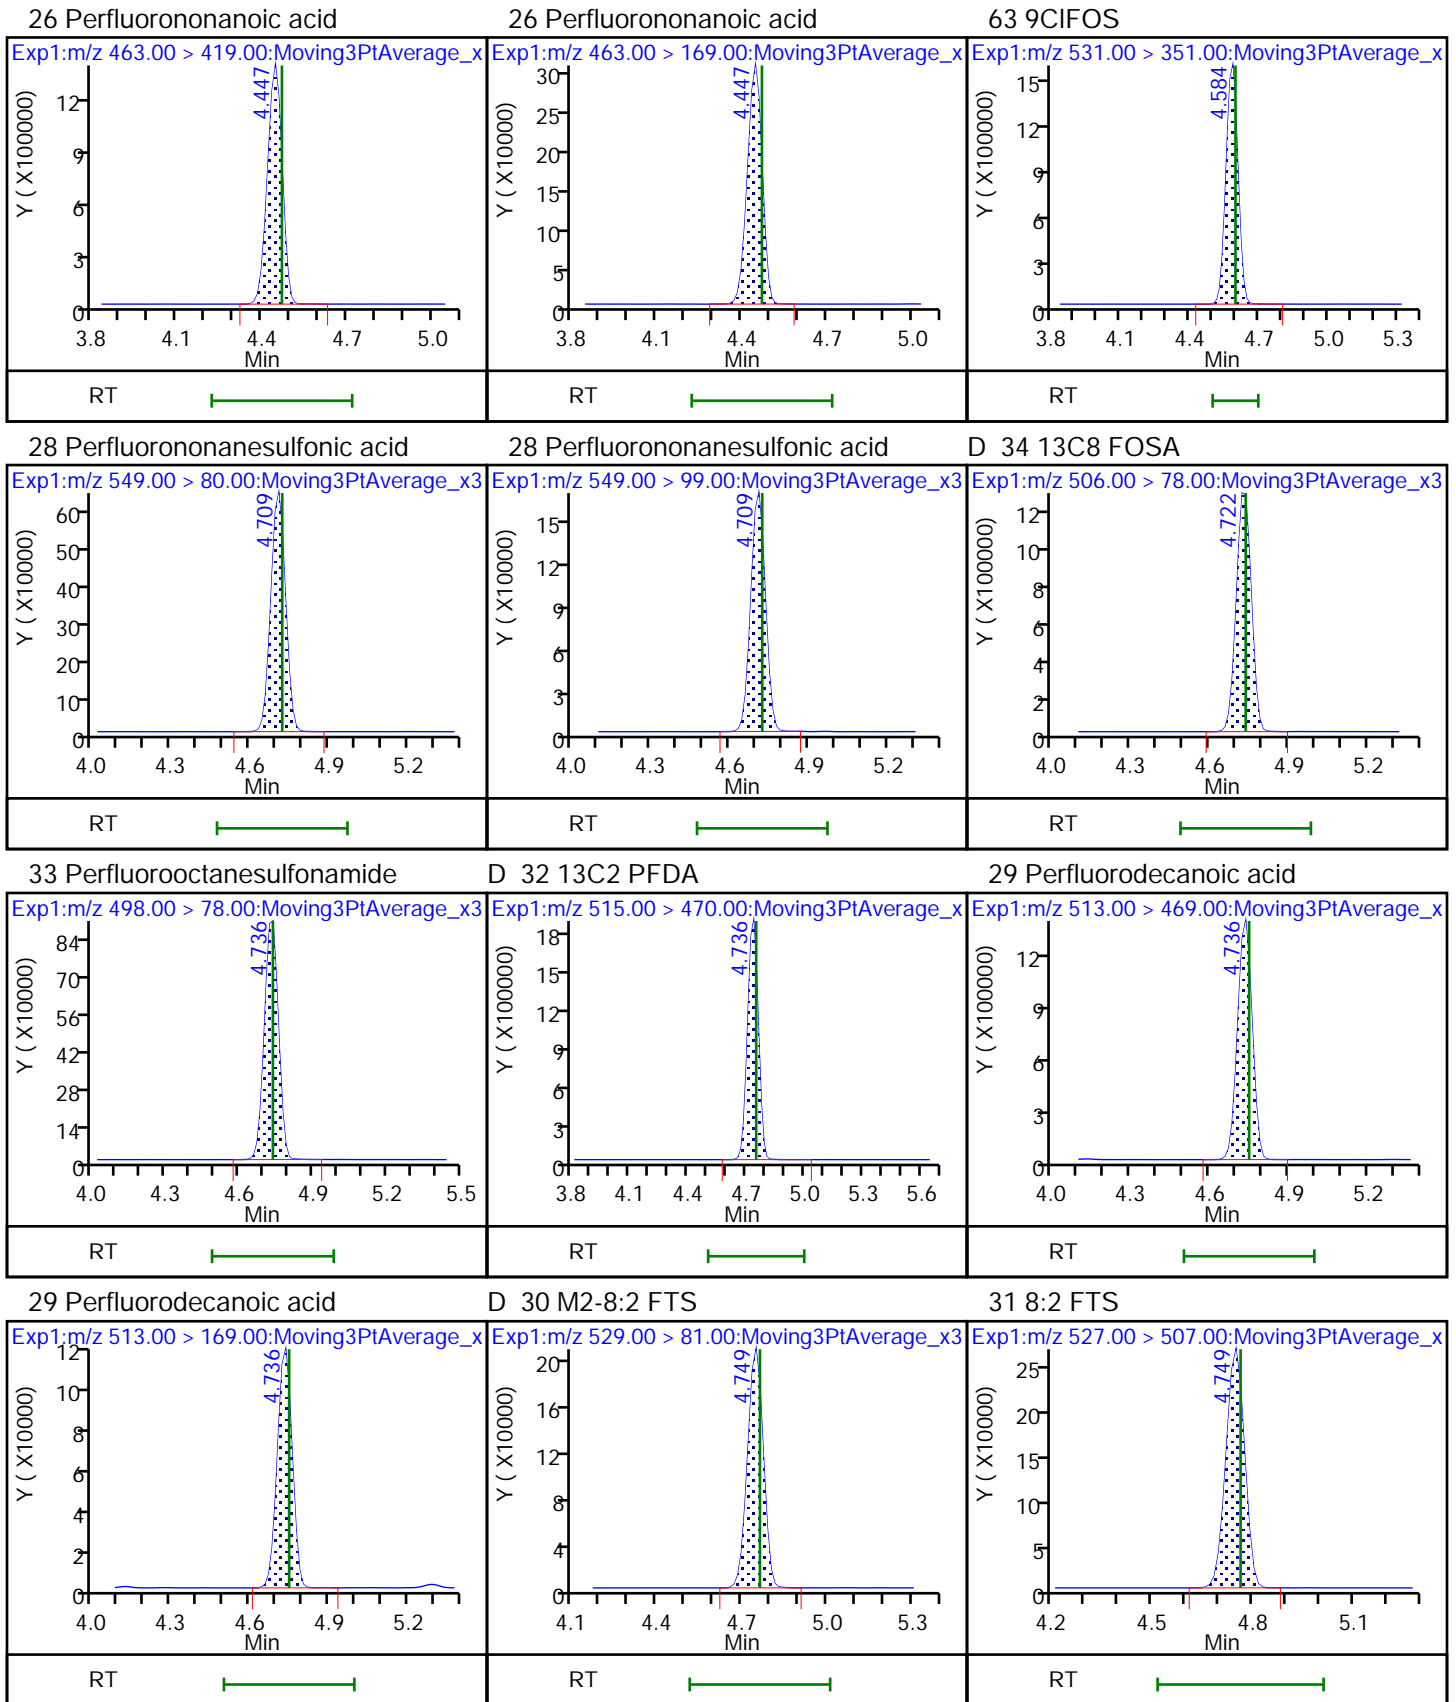 26 Perfluorononanoic acid
Exp1:m/z 463.00 > 419.00:Moving3PtAverage_x
Y ( X100000)
12
9
6
3
0
4.447
3.8 4.1 4.4 4.7 5.0
Min
RT
26 Perfluorononanoic acid
Exp1:m/z 463.00 > 169.00:Moving3PtAverage_x
Y ( X10000)
30
25
20
15
10
5
0
4.447
3.8 4.1 4.4 4.7 5.0
Min
RT
63 9ClFOS
Exp1:m/z 531.00 > 351.00:Moving3PtAverage_x
Y ( X100000)
15
12
9
6
3
0
4.584
3.8 4.1 4.4 4.7 5.0 5.3
Min
RT
28 Perfluorononanesulfonic acid
Exp1:m/z 549.00 > 80.00:Moving3PtAverage_x3
Y ( X10000)
60
50
40
30
20
10
0
4.709
4.0 4.3 4.6 4.9 5.2
Min
RT
28 Perfluorononanesulfonic acid
Exp1:m/z 549.00 > 99.00:Moving3PtAverage_x3
Y ( X10000)
15
12
9
6
3
0
4.709
4.0 4.3 4.6 4.9 5.2
Min
RT
D 34 13C8 FOSA
Exp1:m/z 506.00 > 78.00:Moving3PtAverage_x3
Y ( X100000)
12
10
8
6
4
2
0
4.722
4.0 4.3 4.6 4.9 5.2
Min
RT
33 Perfluorooctanesulfonamide
Exp1:m/z 498.00 > 78.00:Moving3PtAverage_x3
Y ( X10000)
84
70
56
42
28
14
0
4.736
4.0 4.3 4.6 4.9 5.2 5.5
Min
RT
D 32 13C2 PFDA
Exp1:m/z 515.00 > 470.00:Moving3PtAverage_x
Y ( X100000)
18
15
12
9
6
3
0
4.736
3.8 4.1 4.4 4.7 5.0 5.3 5.6
Min
RT
29 Perfluorodecanoic acid
Exp1:m/z 513.00 > 469.00:Moving3PtAverage_x
Y ( X100000)
12
9
6
3
0
4.736
4.0 4.3 4.6 4.9 5.2
Min
RT
29 Perfluorodecanoic acid
Exp1:m/z 513.00 > 169.00:Moving3PtAverage_x
Y ( X10000)
12
10
8
6
4
2
0
4.736
4.0 4.3 4.6 4.9 5.2
Min
RT
D 30 M2-8:2 FTS
Exp1:m/z 529.00 > 81.00:Moving3PtAverage_x3
Y ( X10000)
20
16
12
8
4
0
4.749
4.1 4.4 4.7 5.0 5.3
Min
RT
31 8:2 FTS
Exp1:m/z 527.00 > 507.00:Moving3PtAverage_x
Y ( X10000)
25
20
15
10
5
0
4.749
4.2 4.5 4.8 5.1
Min
RT